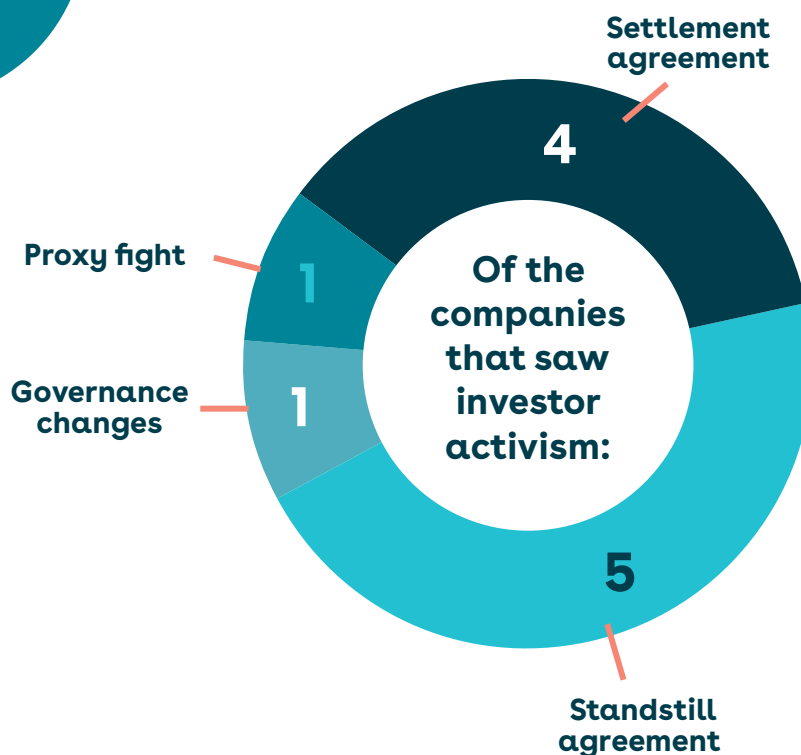 Settlement
agreement
4
Proxy fight
1
Of the
companies
that saw
investor
activism:
Governance
changes
1
5
Standstill
agreement